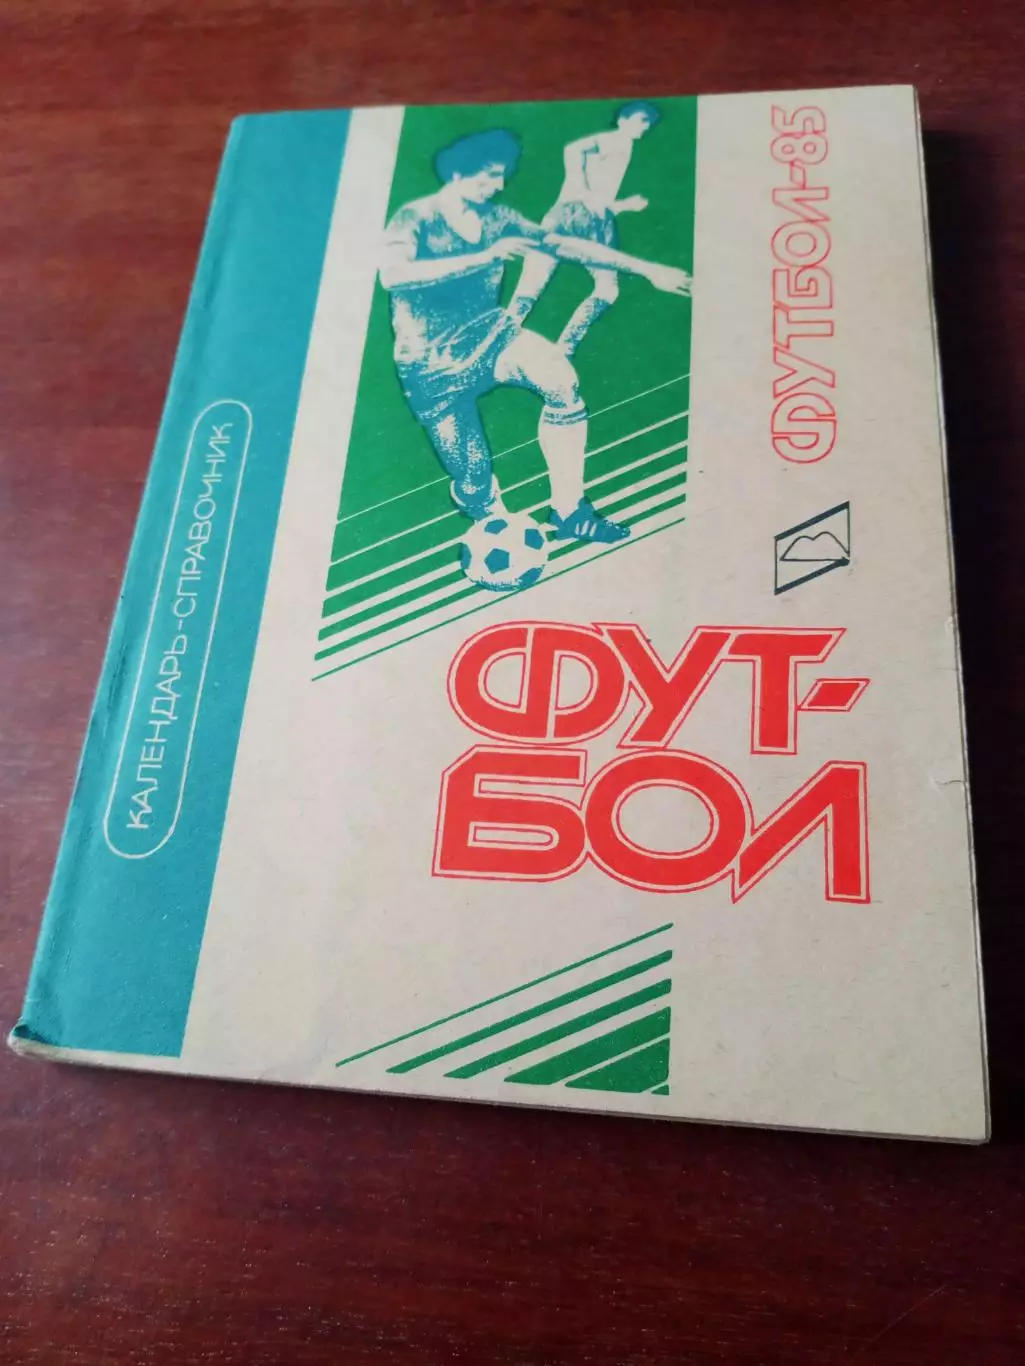 КАЛЕНДАРЬ-СПРАВОЧНИК
ФУТБОЛ-85
ФУТ-
БОЛ